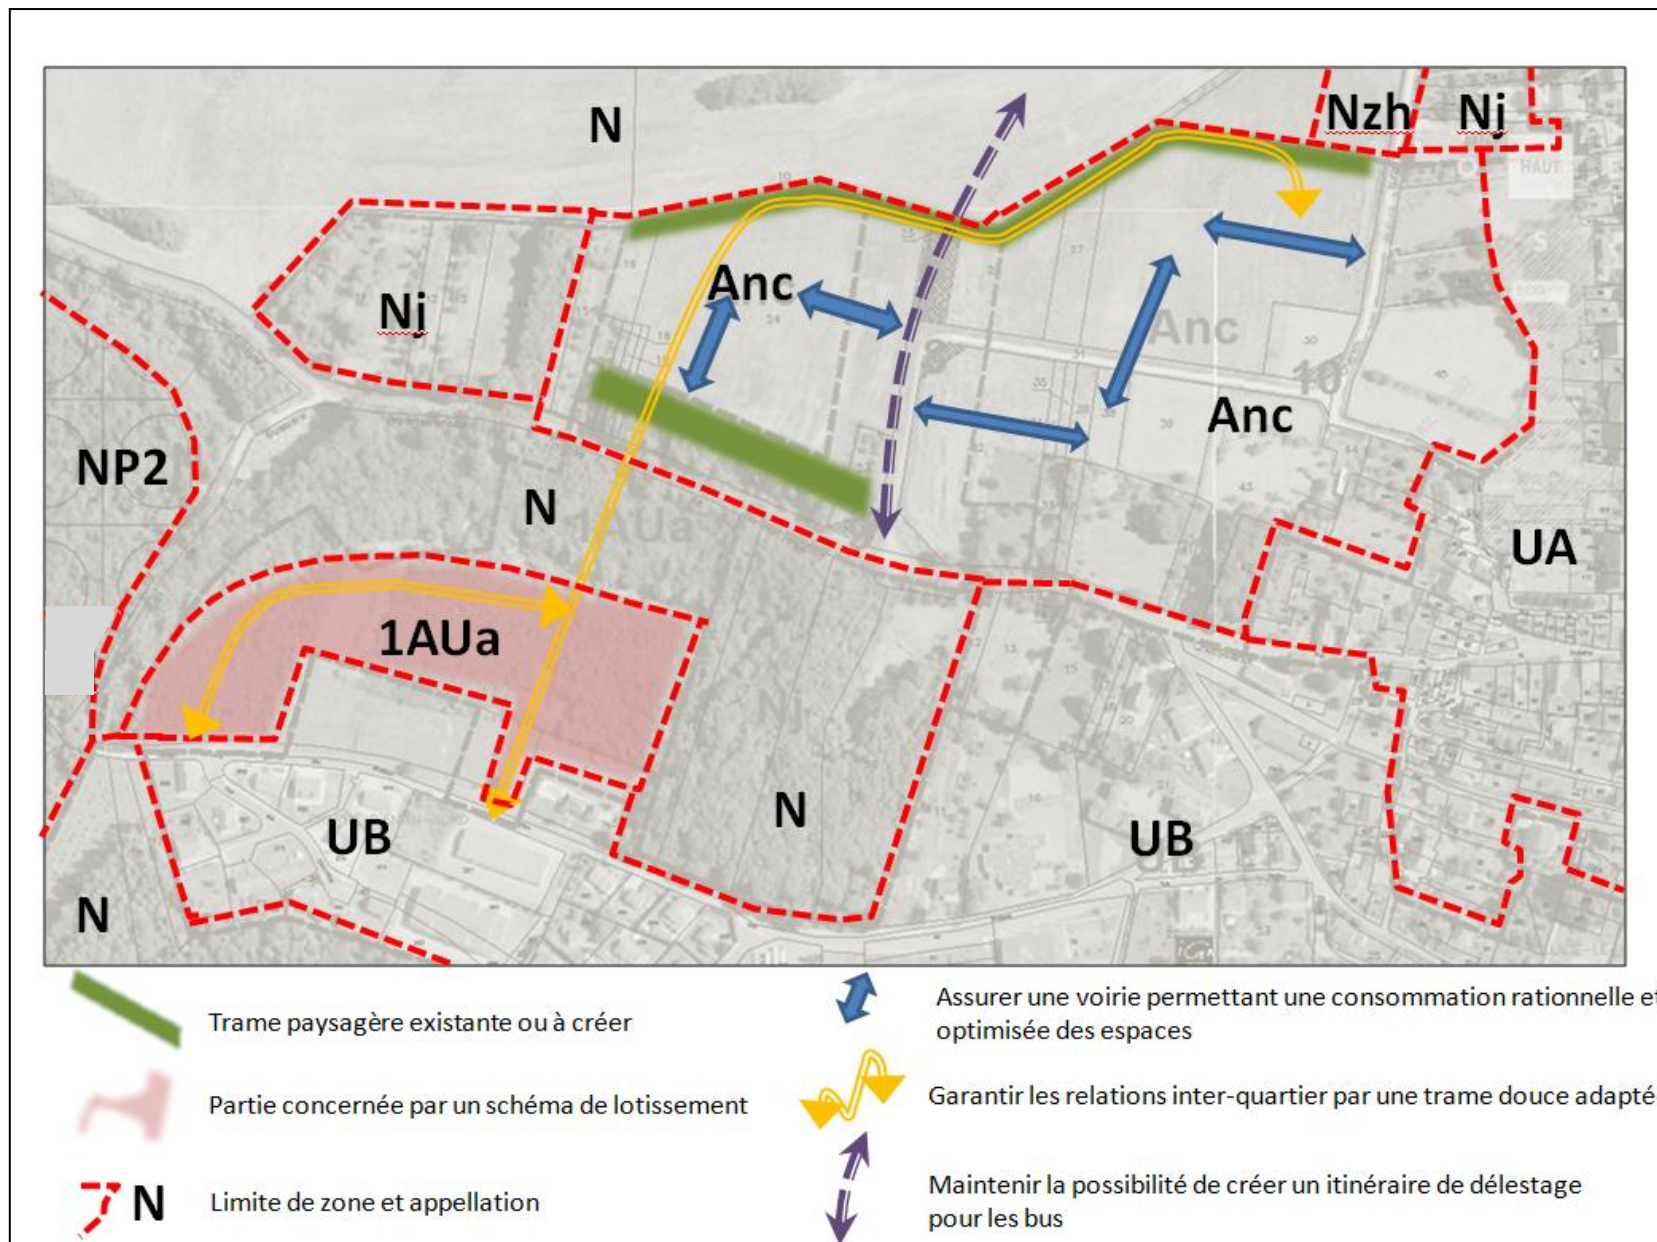 N
Nzh
Nj
HAUT
Anc
Nj
Anc
10
Anc
NP2
N
1AUa
UA
1AUa
N
UB
UB
N
Trame paysagère existante ou à créer
Assurer une voirie permettant une consommation rationnelle et
optimisée des espaces
Partie concernée par un schéma de lotissement
Garantir les relations inter-quartier par une trame douce adapté
N
Limite de zone et appellation
Maintenir la possibilité de créer un itinéraire de délestage
pour les bus